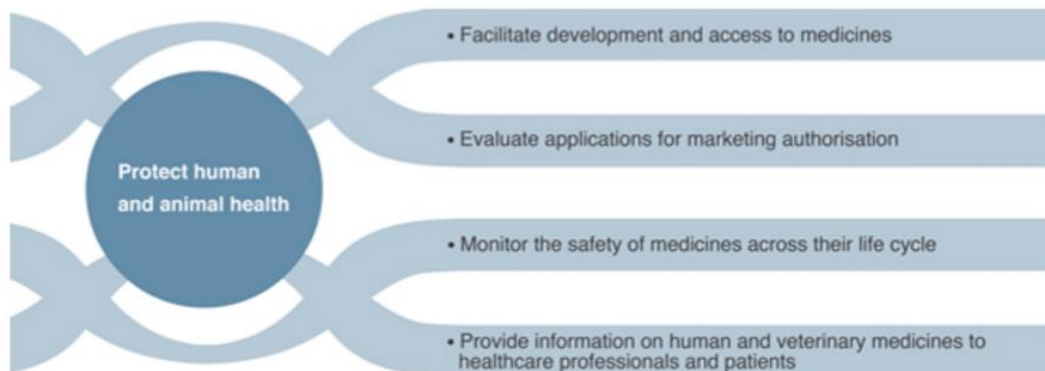 • Facilitate development and access to medicines
• Evaluate applications for marketing authorisation
Protect human
and animal health
• Monitor the safety of medicines across their life cycle
• Provide information on human and veterinary medicines to
healthcare professionals and patients